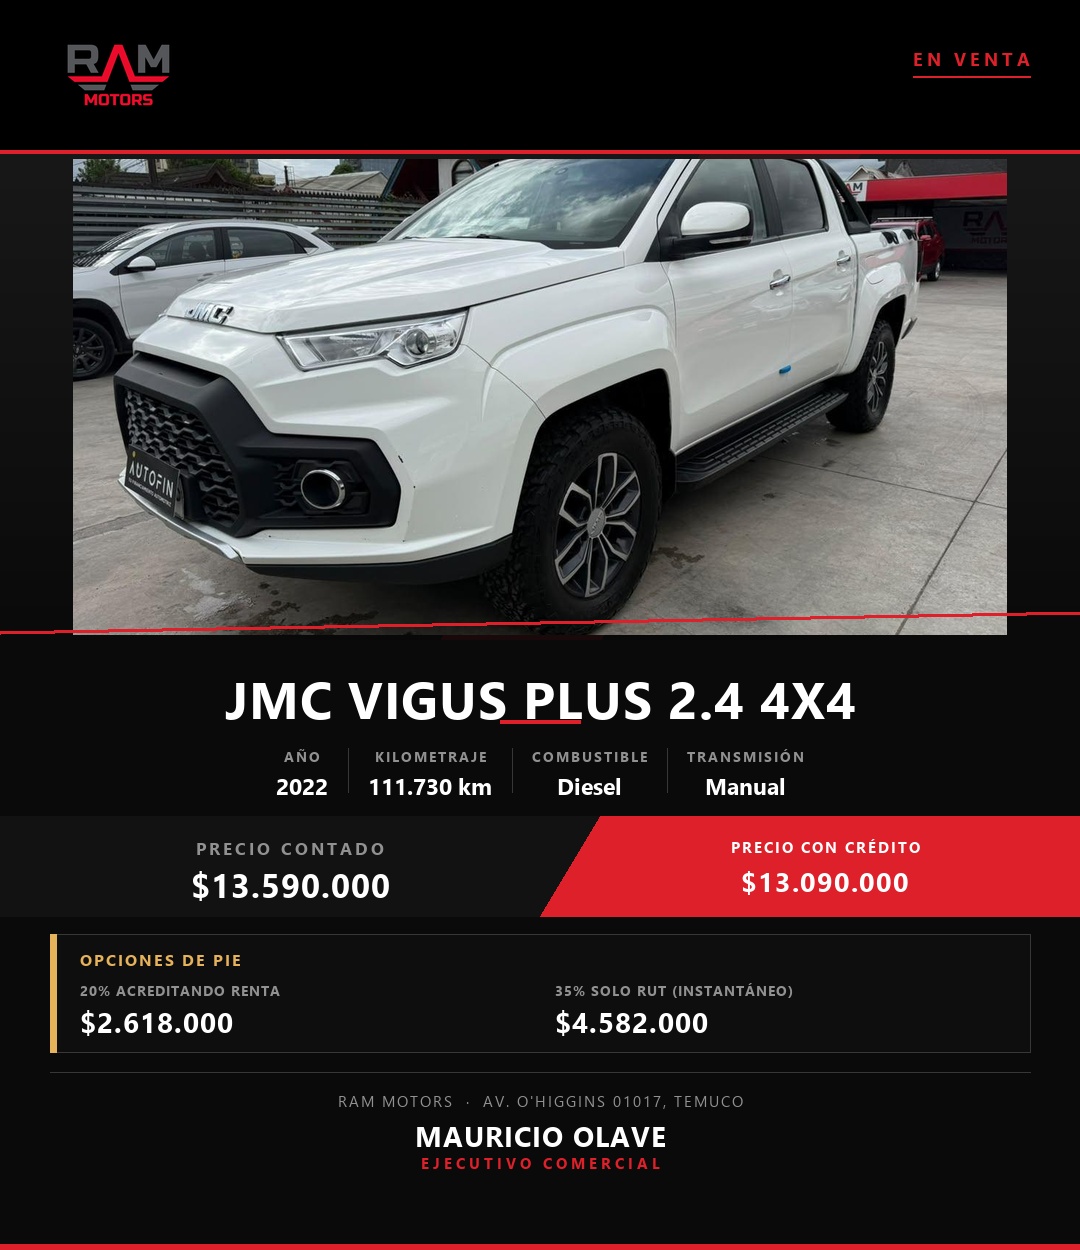 RAM
MOTORS
EN VENTA
AM
RA
MOTOR
JMC
AUTOFIN
JMC VIGUS PLUS 2.4 4X4
AÑO
KILOMETRAJE
COMBUSTIBLE
TRANSMISIÓN
2022
111.730 km
Diesel
Manual
PRECIO CONTADO
$13.590.000
PRECIO CON CRÉDITO
$13.090.000
OPCIONES DE PIE
20% ACREDITANDO RENTA
$2.618.000
35% SOLO RUT (INSTANTÁNEO)
$4.582.000
RAM MOTORS · AV. O'HIGGINS 01017, TEMUCO
MAURICIO OLAVE
EJECUTIVO COMERCIAL